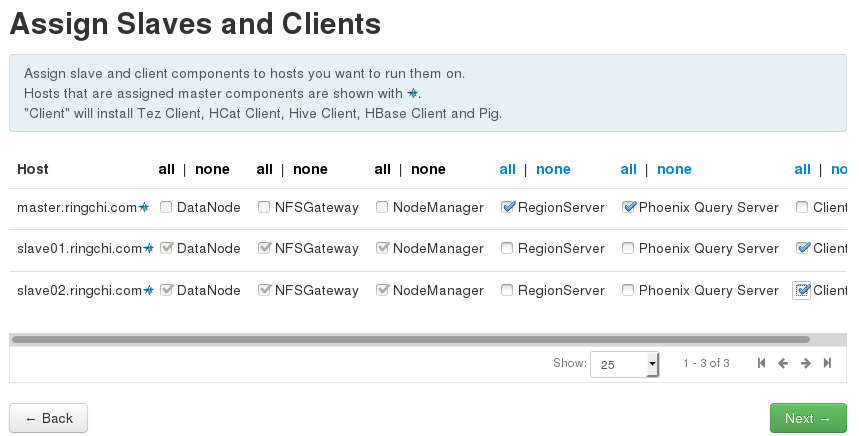 Assign Slaves and Clients
Assign slave and client components to hosts you want to run them on.
Hosts that are assigned master components are shown with ✵.
"Client" will install Tez Client, HCat Client, Hive Client, HBase Client and Pig.
Host all | none all | none all | none all | none all | none all | no
master.ringchi.com✵ DataNode NFSGateway NodeManager RegionServer Phoenix Query Server Client
slave01.ringchi.com✵ DataNode NFSGateway NodeManager RegionServer Phoenix Query Server Client
slave02.ringchi.com✵ DataNode NFSGateway NodeManager RegionServer Phoenix Query Server Client
Show: 25 1 - 3 of 3
← Back Next →